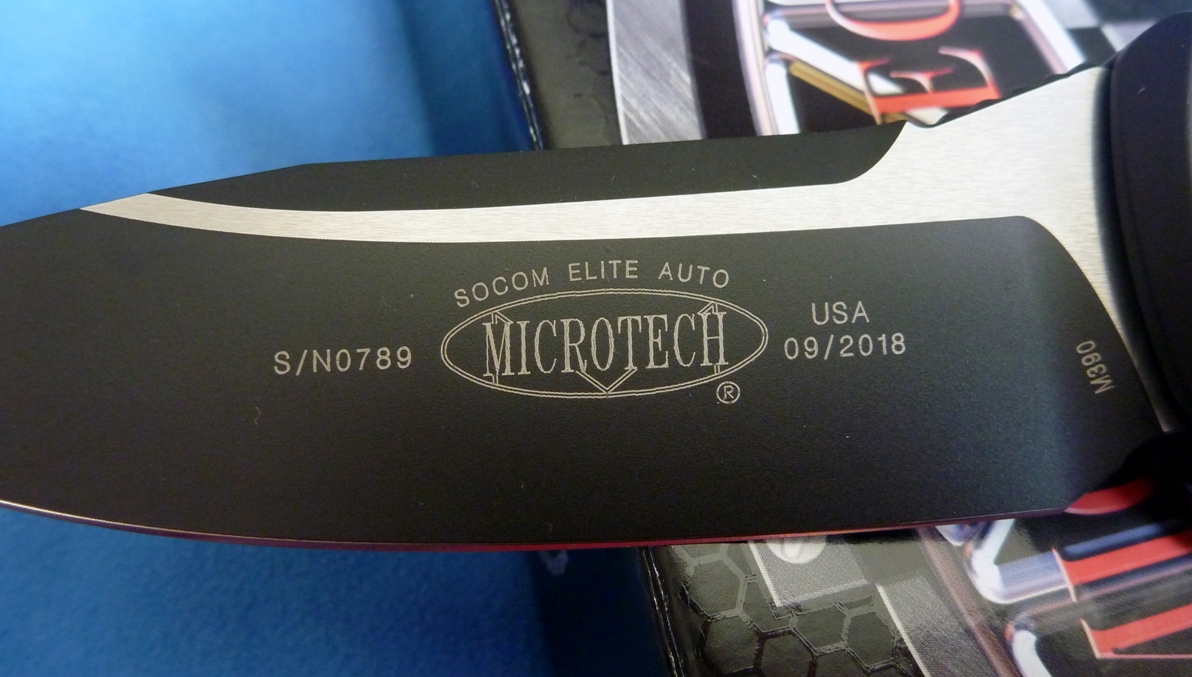 SOCOM ELITE AUTO
MICROTECH
®
S/N0789
USA
09/2018
M390